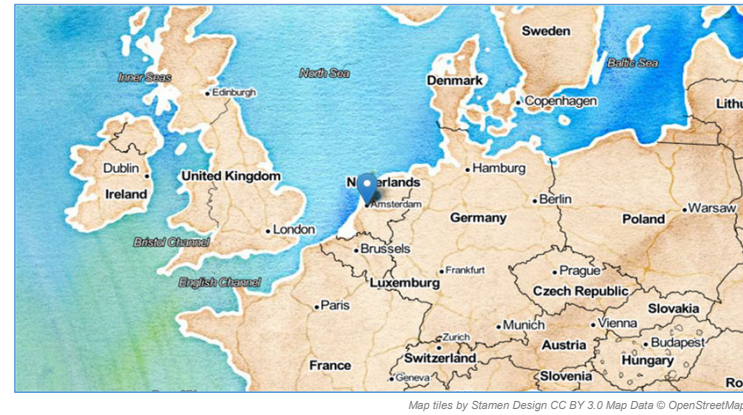 Sweden
Inner Seas
North Sea
Baltic Sea
Denmark
Edinburgh
Copenhagen
Lithu
Dublin
United Kingdom
Hamburg
Ireland
Netherlands
Amsterdam
Berlin
Warsaw
Germany
Poland
London
Bristol Channel
Brussels
Frankfurt
Prague
English Channel
Luxemburg
Czech Republic
Paris
Slovakia
Munich
Vienna
Zurich
Budapest
Austria
Switzerland
Hungary
France
Geneva
Slovenia
Ro
Map tiles by Stamen Design CC BY 3.0 Map Data © OpenStreetMap